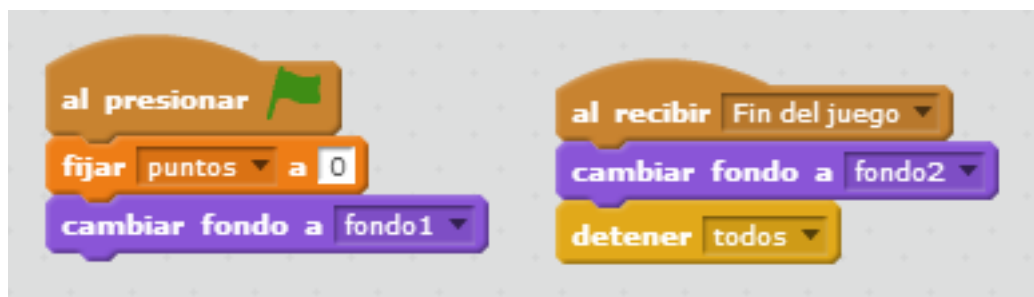 al presionar
fijar puntos a 0
cambiar fondo a fondo1
al recibir Fin del juego
cambiar fondo a fondo2
detener todos